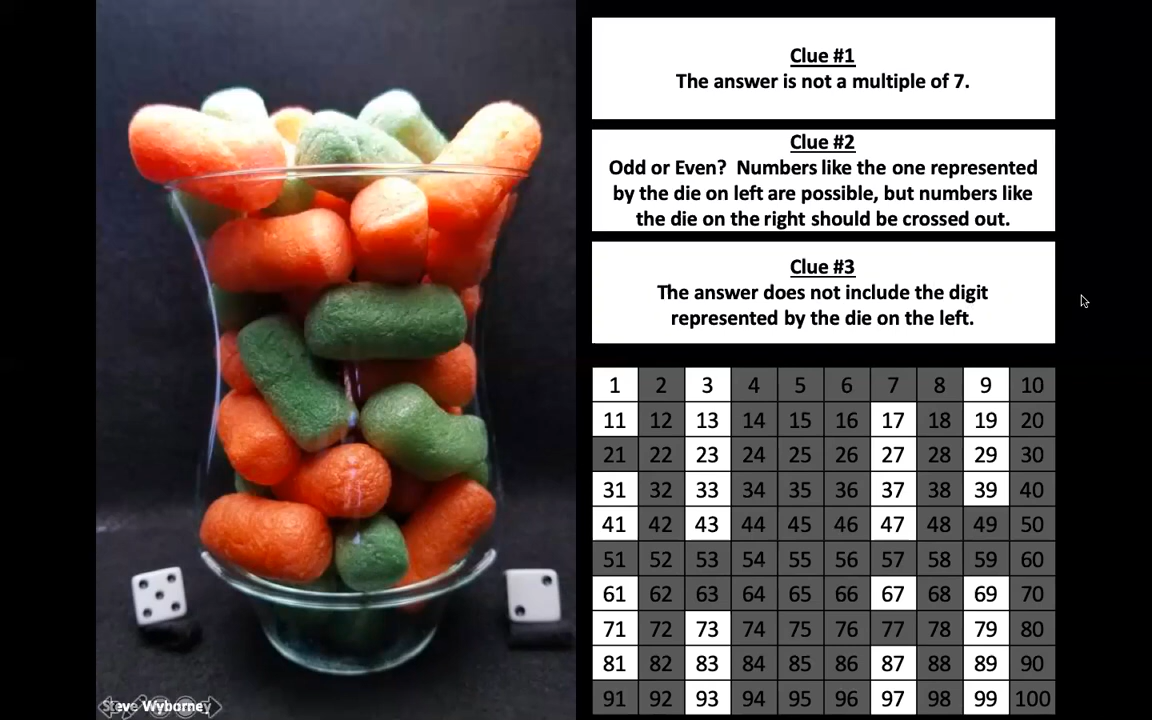 Clue #1
The answer is not a multiple of 7.
Clue #2
Odd or Even? Numbers like the one represented
by the die on left are possible, but numbers like
the die on the right should be crossed out.
Clue #3
The answer does not include the digit
represented by the die on the left.
1 2 3 4 5 6 7 8 9 10
11 12 13 14 15 16 17 18 19 20
21 22 23 24 25 26 27 28 29 30
31 32 33 34 35 36 37 38 39 40
41 42 43 44 45 46 47 48 49 50
51 52 53 54 55 56 57 58 59 60
61 62 63 64 65 66 67 68 69 70
71 72 73 74 75 76 77 78 79 80
81 82 83 84 85 86 87 88 89 90
91 92 93 94 95 96 97 98 99 100
Steve Wyborney